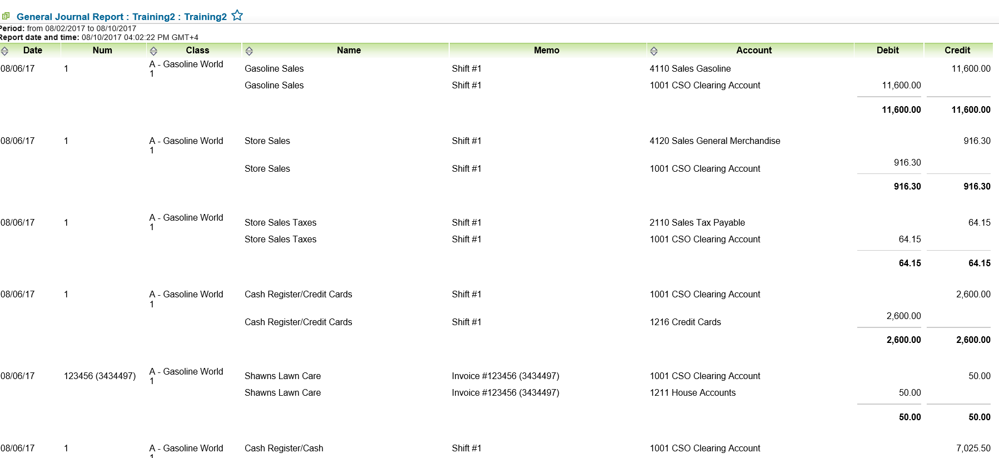 General Journal Report : Training2 : Training2
Period: from 08/02/2017 to 08/10/2017
Report date and time: 08/10/2017 04:02:22 PM GMT+4
Date Num Class Name Memo Account Debit Credit
08/06/17 1 A - Gasoline World 1 Gasoline Sales Shift #1 4110 Sales Gasoline 11,600.00
Gasoline Sales Shift #1 1001 CSO Clearing Account 11,600.00
11,600.00 11,600.00
08/06/17 1 A - Gasoline World 1 Store Sales Shift #1 4120 Sales General Merchandise 916.30
Store Sales Shift #1 1001 CSO Clearing Account 916.30
916.30 916.30
08/06/17 1 A - Gasoline World 1 Store Sales Taxes Shift #1 2110 Sales Tax Payable 64.15
Store Sales Taxes Shift #1 1001 CSO Clearing Account 64.15
64.15 64.15
08/06/17 1 A - Gasoline World 1 Cash Register/Credit Cards Shift #1 1001 CSO Clearing Account 2,600.00
Cash Register/Credit Cards Shift #1 1216 Credit Cards 2,600.00
2,600.00 2,600.00
08/06/17 123456 (3434497) A - Gasoline World 1 Shawns Lawn Care Invoice #123456 (3434497) 1001 CSO Clearing Account 50.00
Shawns Lawn Care Invoice #123456 (3434497) 1211 House Accounts 50.00
50.00 50.00
08/06/17 1 A - Gasoline World 1 Cash Register/Cash Shift #1 1001 CSO Clearing Account 7,025.50